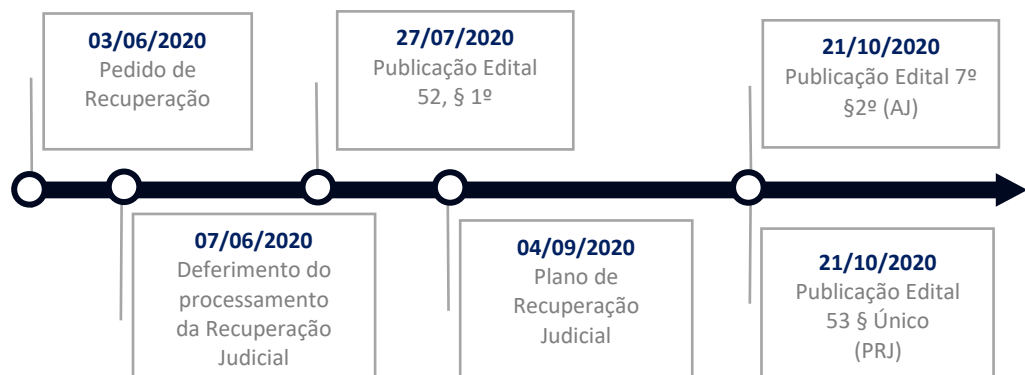 03/06/2020
Pedido de
Recuperação
27/07/2020
Publicação Edital
52, § 1º
21/10/2020
Publicação Edital 7º
§2º (AJ)
07/06/2020
Deferimento do
processamento
da Recuperação
Judicial
04/09/2020
Plano de
Recuperação
Judicial
21/10/2020
Publicação Edital
53 § Único
(PRJ)